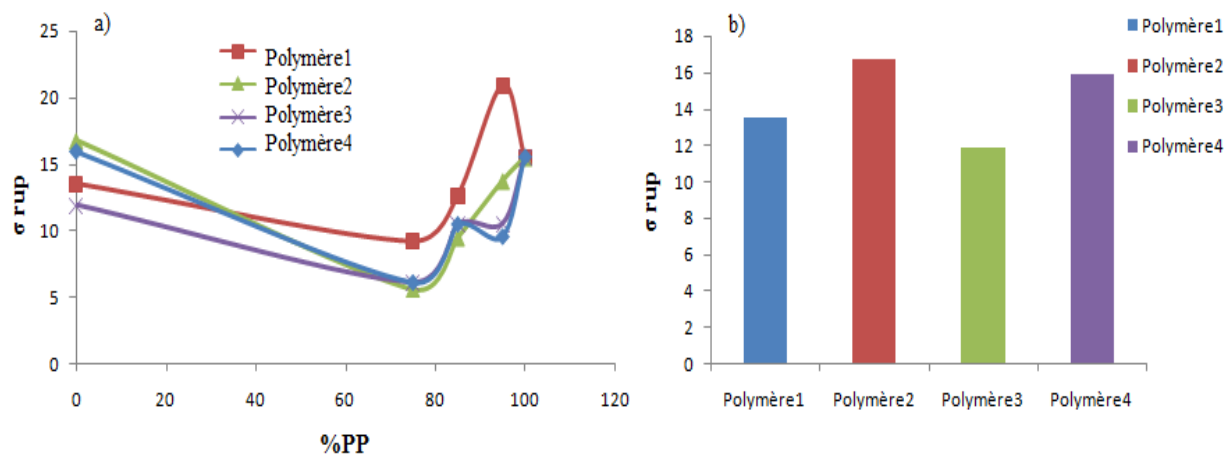 a)
25
20
15
10
5
0
σ rup
Polymère1
Polymère2
Polymère3
Polymère4
0 20 40 60 80 100 120
%PP
b)
18
16
14
12
10
8
6
4
2
0
σ rup
Polymère1 Polymère2 Polymère3 Polymère4
Polymère1
Polymère2
Polymère3
Polymère4